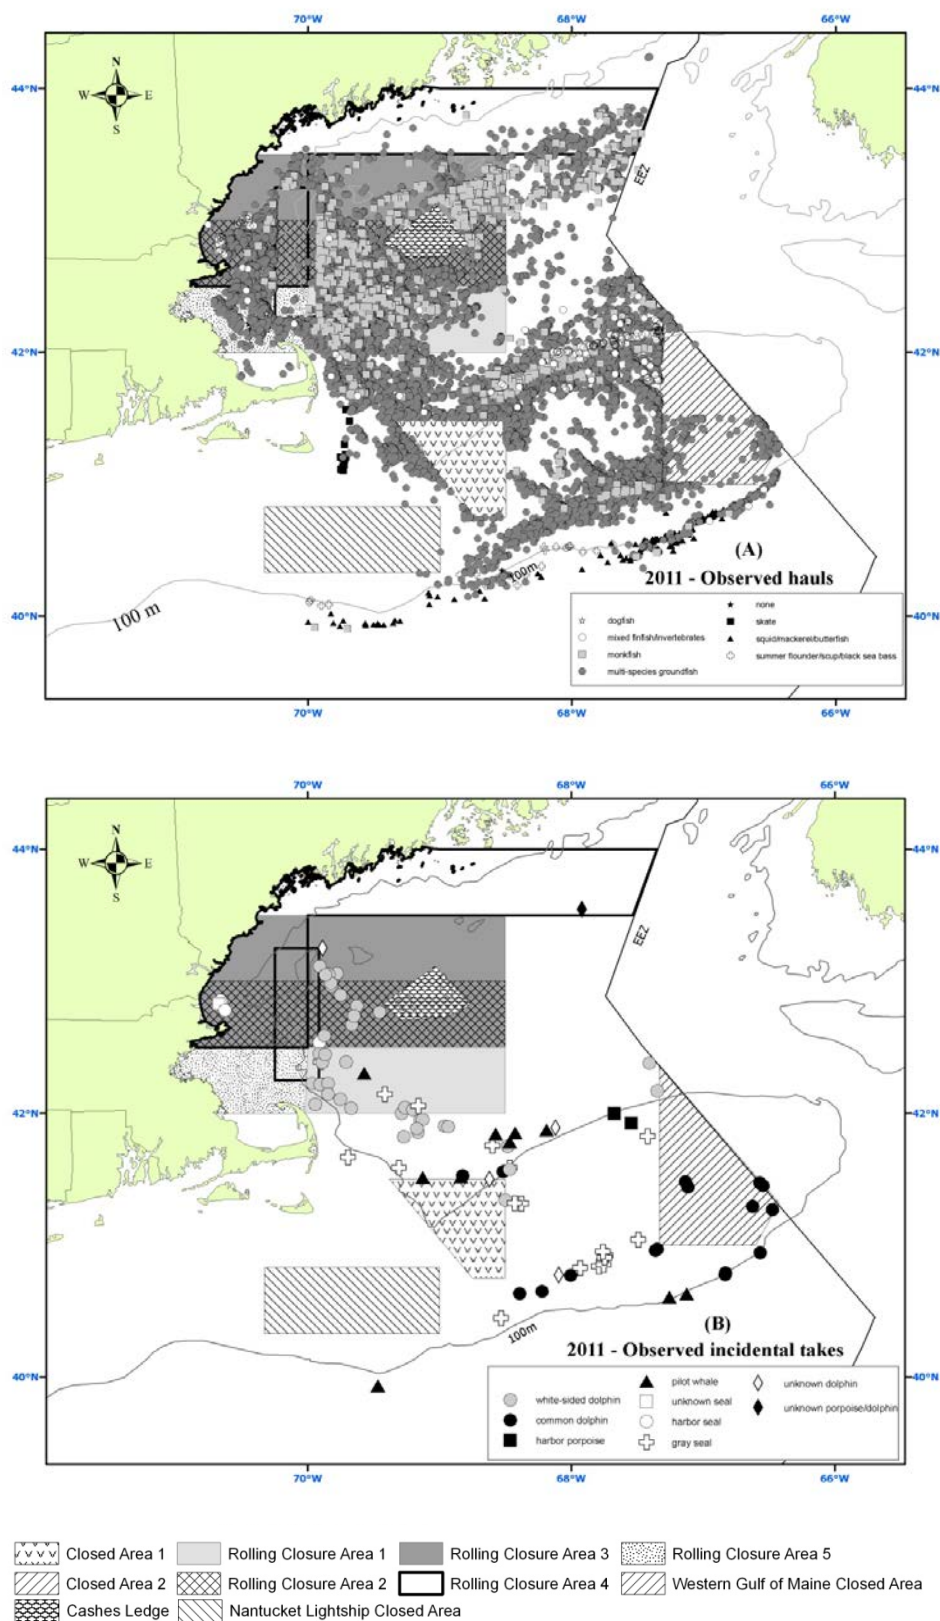 70°W 68°W 66°W
44°N 44°N
N
W E
S
EEZ
42°N 42°N
(A)
100m
2011 - Observed hauls
100 m
40°N 40°N
none
dogfish skate
mixed finfish/invertebrates squid/mackerel/butterfish
monkfish summer flounder/scup/black sea bass
multi-species groundfish
70°W 68°W 66°W
70°W 68°W 66°W
44°N 44°N
N
W E
S
EEZ
42°N 42°N
(B)
100m
2011 - Observed incidental takes
40°N 40°N
pilot whale unknown dolphin
white-sided dolphin unknown seal unknown porpoise/dolphin
common dolphin harbor seal
harbor porpoise gray seal
70°W 68°W 66°W
Closed Area 1 Rolling Closure Area 1 Rolling Closure Area 3 Rolling Closure Area 5
Closed Area 2 Rolling Closure Area 2 Rolling Closure Area 4 Western Gulf of Maine Closed Area
Cashes Ledge Nantucket Lightship Closed Area